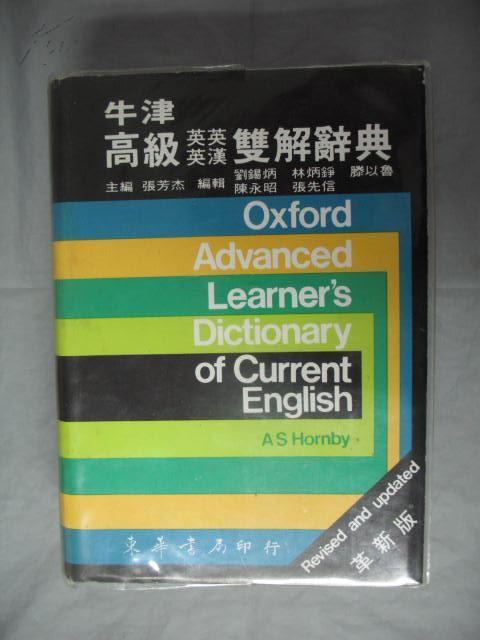 牛津
高級英英英漢雙解辭典
主編 張芳杰 編輯 劉錫炳 林炳錚 滕以魯
陳永昭 張先信
Oxford
Advanced
Learner's
Dictionary
of Current
English
AS Hornby
Revised and updated
革新版
東華書局印行